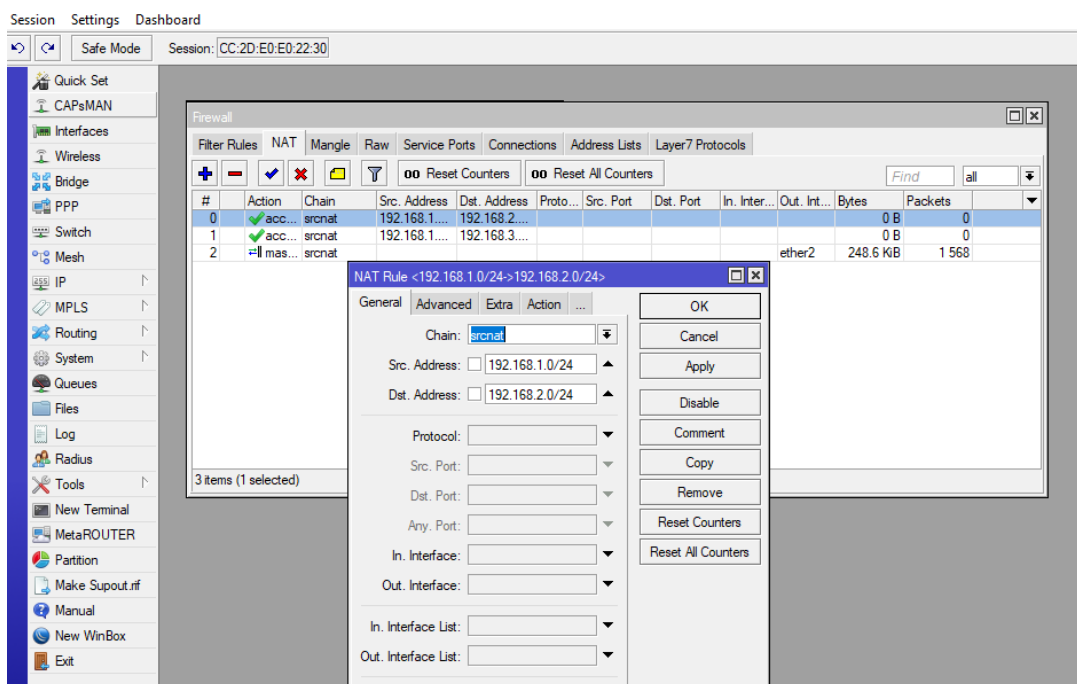 Session Settings Dashboard
Safe Mode Session: CC:2D:E0:E0:22:30
Quick Set
CAPsMAN
Interfaces
Wireless
Bridge
PPP
Switch
Mesh
IP
MPLS
Routing
System
Queues
Files
Log
Radius
Tools
New Terminal
MetaROUTER
Partition
Make Supout.rif
Manual
New WinBox
Exit
Firewall
Filter Rules NAT Mangle Raw Service Ports Connections Address Lists Layer7 Protocols
00 Reset Counters 00 Reset All Counters Find all
# Action Chain Src. Address Dst. Address Proto... Src. Port Dst. Port In. Inter... Out. Int... Bytes Packets
0 acc... srcnat 192.168.1.... 192.168.2.... 0 B 0
1 acc... srcnat 192.168.1.... 192.168.3.... 0 B 0
2 mas... srcnat ether2 248.6 KiB 1 568
3 items (1 selected)
NAT Rule <192.168.1.0/24->192.168.2.0/24>
General Advanced Extra Action ...
Chain: srcnat
Src. Address: 192.168.1.0/24
Dst. Address: 192.168.2.0/24
Protocol:
Src. Port:
Dst. Port:
Any. Port:
In. Interface:
Out. Interface:
In. Interface List:
Out. Interface List:
OK
Cancel
Apply
Disable
Comment
Copy
Remove
Reset Counters
Reset All Counters